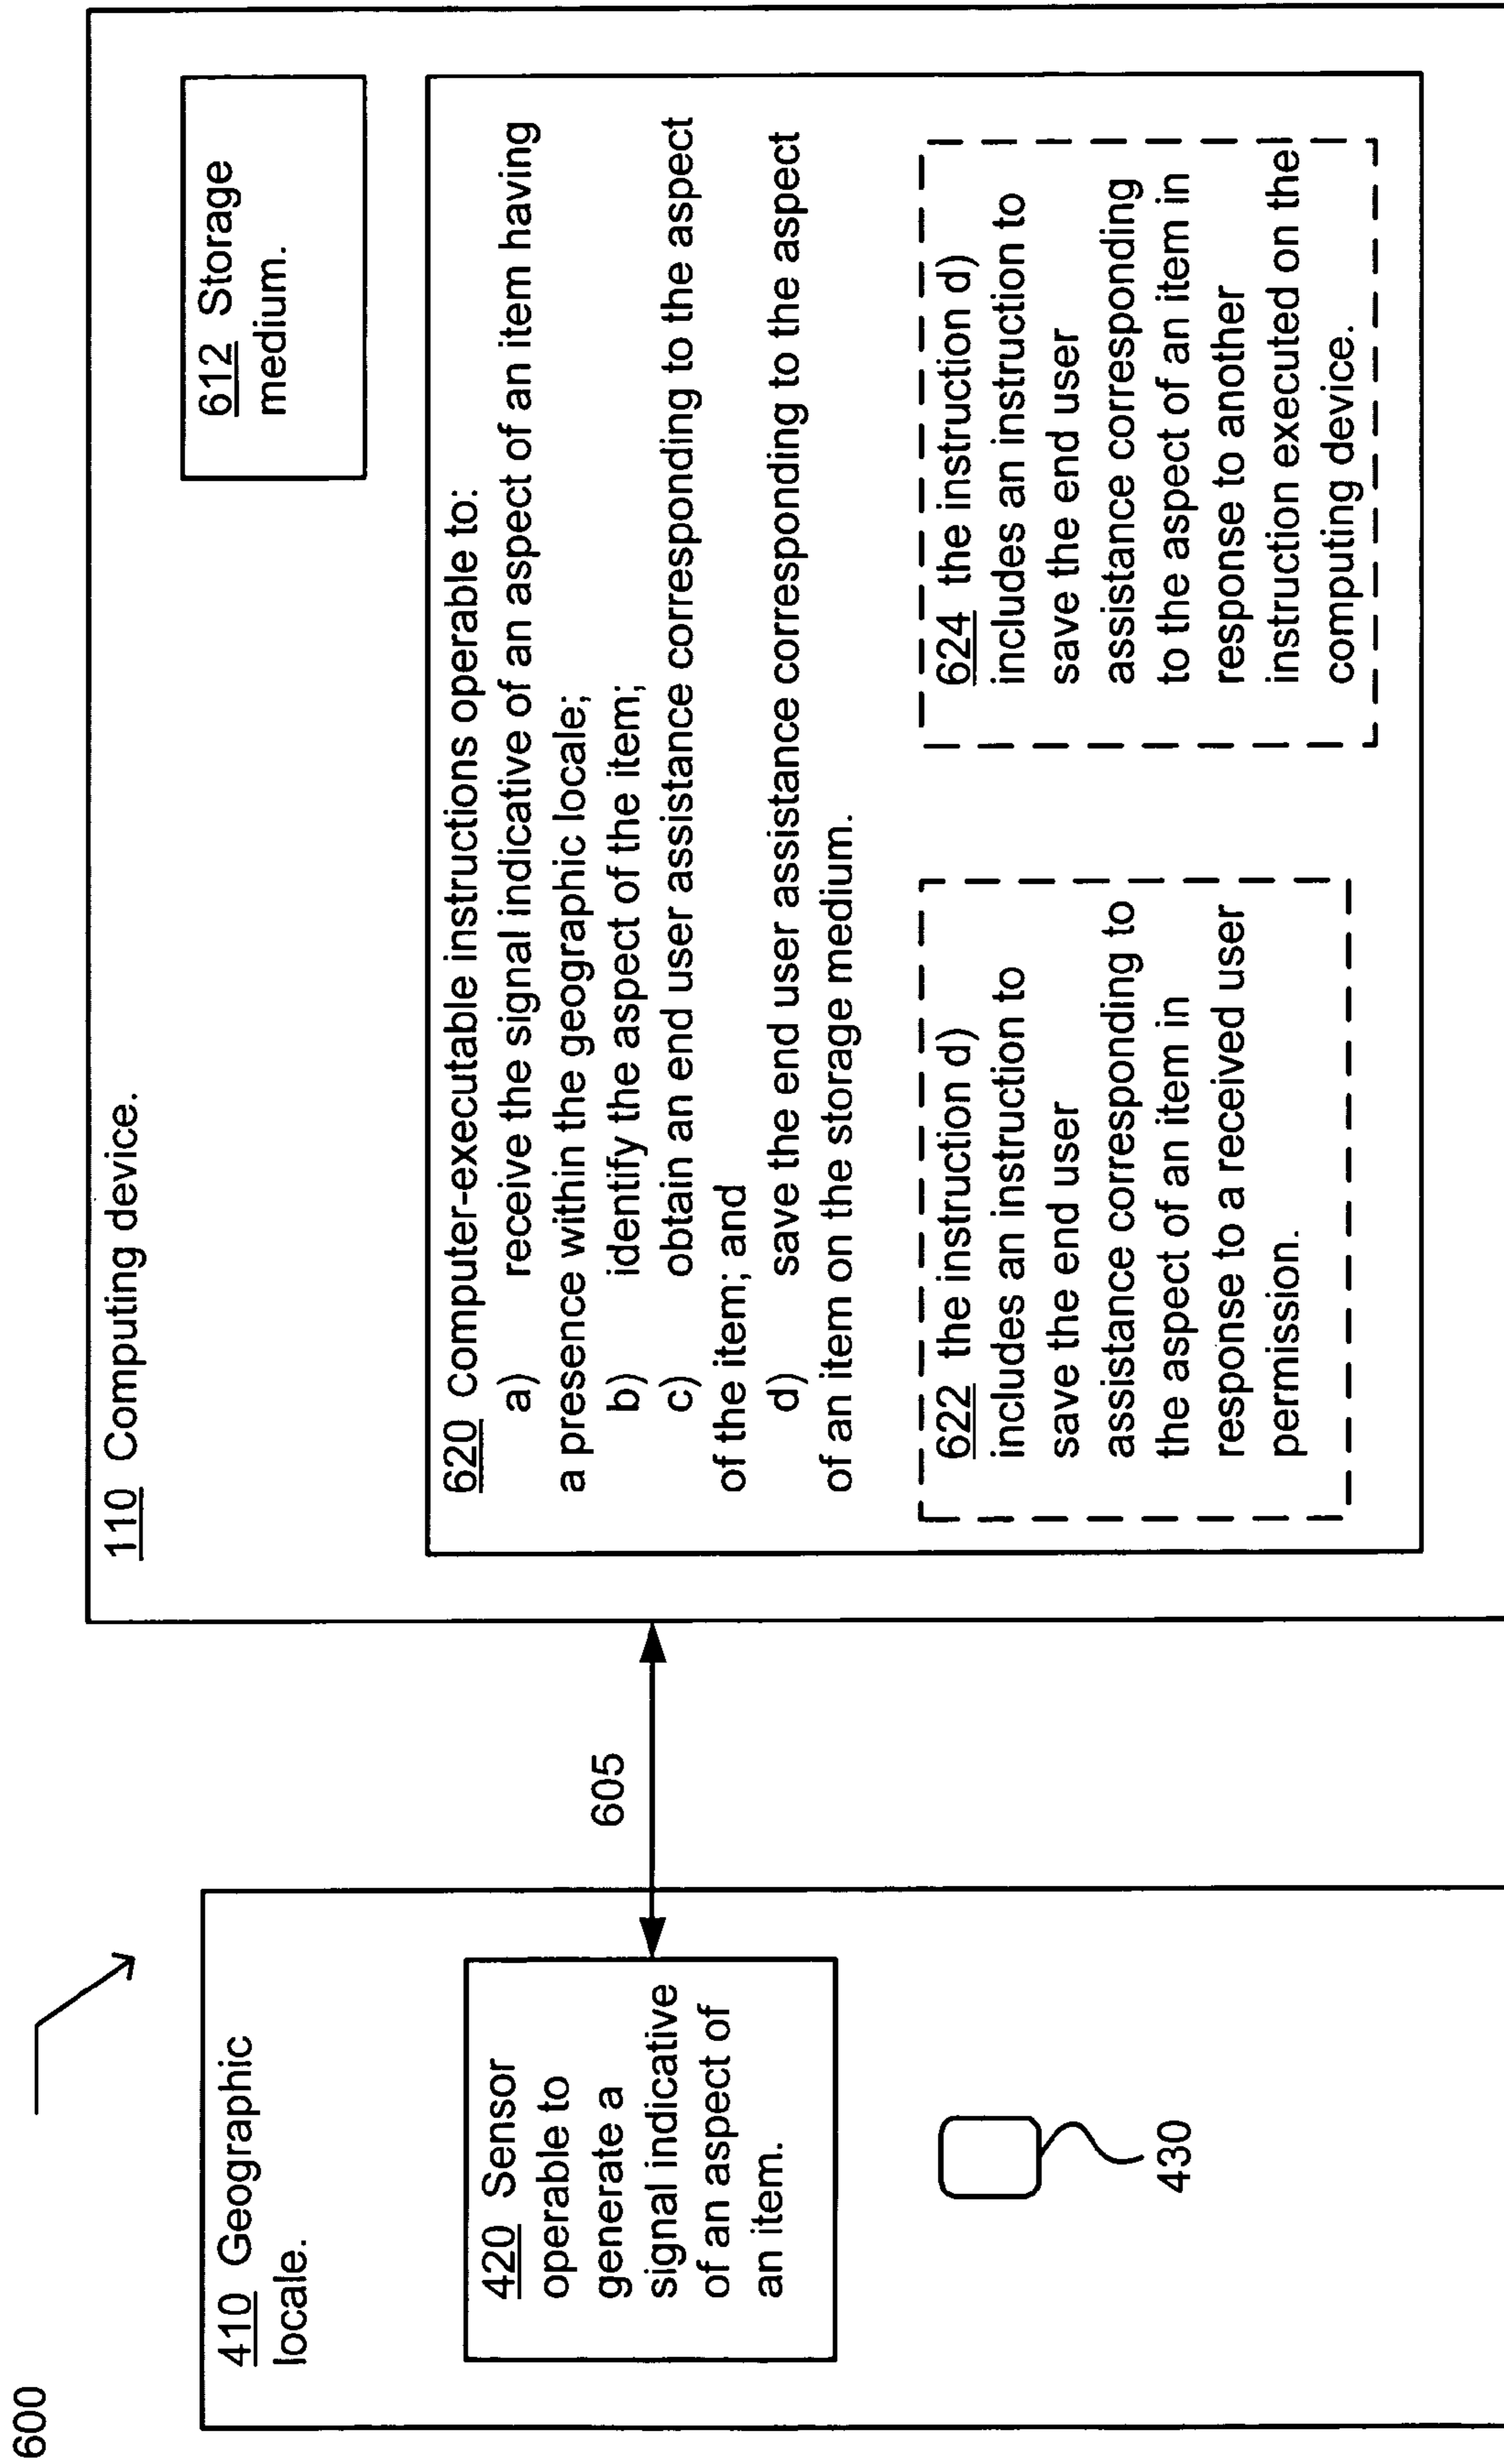 600
410 Geographic
locale.
420 Sensor
operable to
generate a
signal indicative
of an aspect of
an item.
430
605
110 Computing device.
612 Storage
medium.
620 Computer-executable instructions operable to:
a) receive the signal indicative of an aspect of an item having
a presence within the geographic locale;
b) identify the aspect of the item;
c) obtain an end user assistance corresponding to the aspect
of the item; and
d) save the end user assistance corresponding to the aspect
of an item on the storage medium.
622 the instruction d)
includes an instruction to
save the end user
assistance corresponding to
the aspect of an item in
response to a received user
permission.
624 the instruction d)
includes an instruction to
save the end user
assistance corresponding
to the aspect of an item in
response to another
instruction executed on the
computing device.